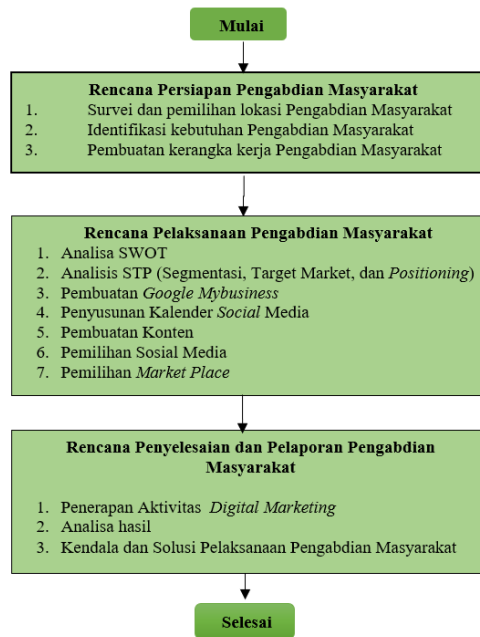 Mulai
Rencana Persiapan Pengabdian Masyarakat
1. Survei dan pemilihan lokasi Pengabdian Masyarakat
2. Identifikasi kebutuhan Pengabdian Masyarakat
3. Pembuatan kerangka kerja Pengabdian Masyarakat
Rencana Pelaksanaan Pengabdian Masyarakat
1. Analisa SWOT
2. Analisis STP (Segmentasi, Target Market, dan Positioning)
3. Pembuatan Google Mybusiness
4. Penyusunan Kalender Social Media
5. Pembuatan Konten
6. Pemilihan Sosial Media
7. Pemilihan Market Place
Rencana Penyelesaian dan Pelaporan Pengabdian
Masyarakat
1. Penerapan Aktivitas Digital Marketing
2. Analisa hasil
3. Kendala dan Solusi Pelaksanaan Pengabdian Masyarakat
Selesai